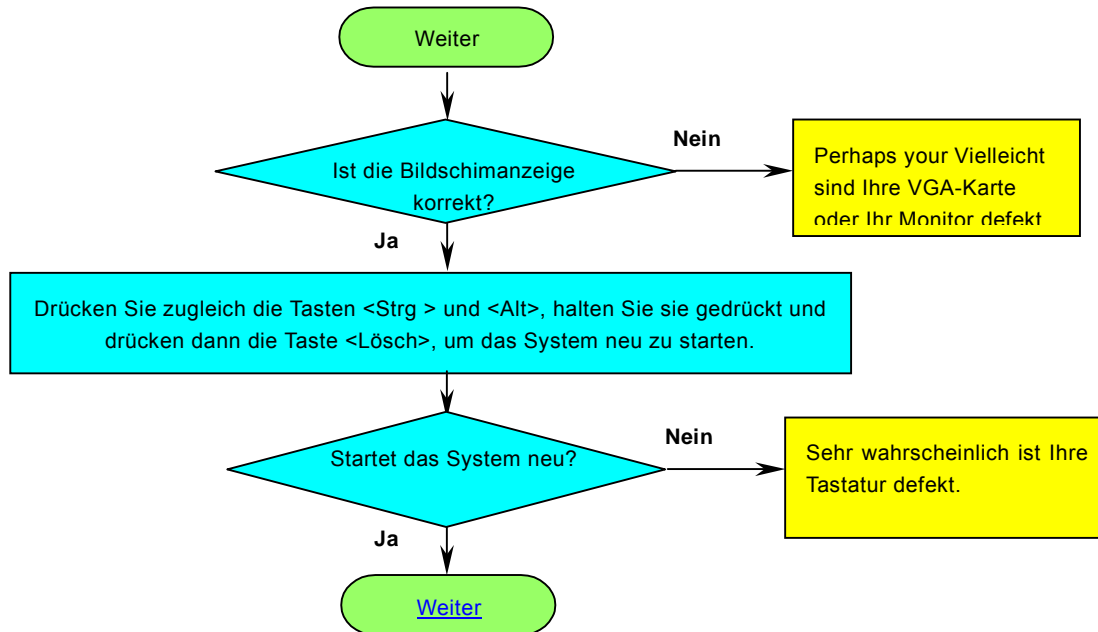 Weiter
Ist die Bildschimanzeige
korrekt?
Nein
Perhaps your Vielleicht
sind Ihre VGA-Karte
oder Ihr Monitor defekt
Ja
Drücken Sie zugleich die Tasten <Strg > und <Alt>, halten Sie sie gedrückt und
drücken dann die Taste <Lösch>, um das System neu zu starten.
Startet das System neu?
Nein
Sehr wahrscheinlich ist Ihre
Tastatur defekt.
Ja
Weiter